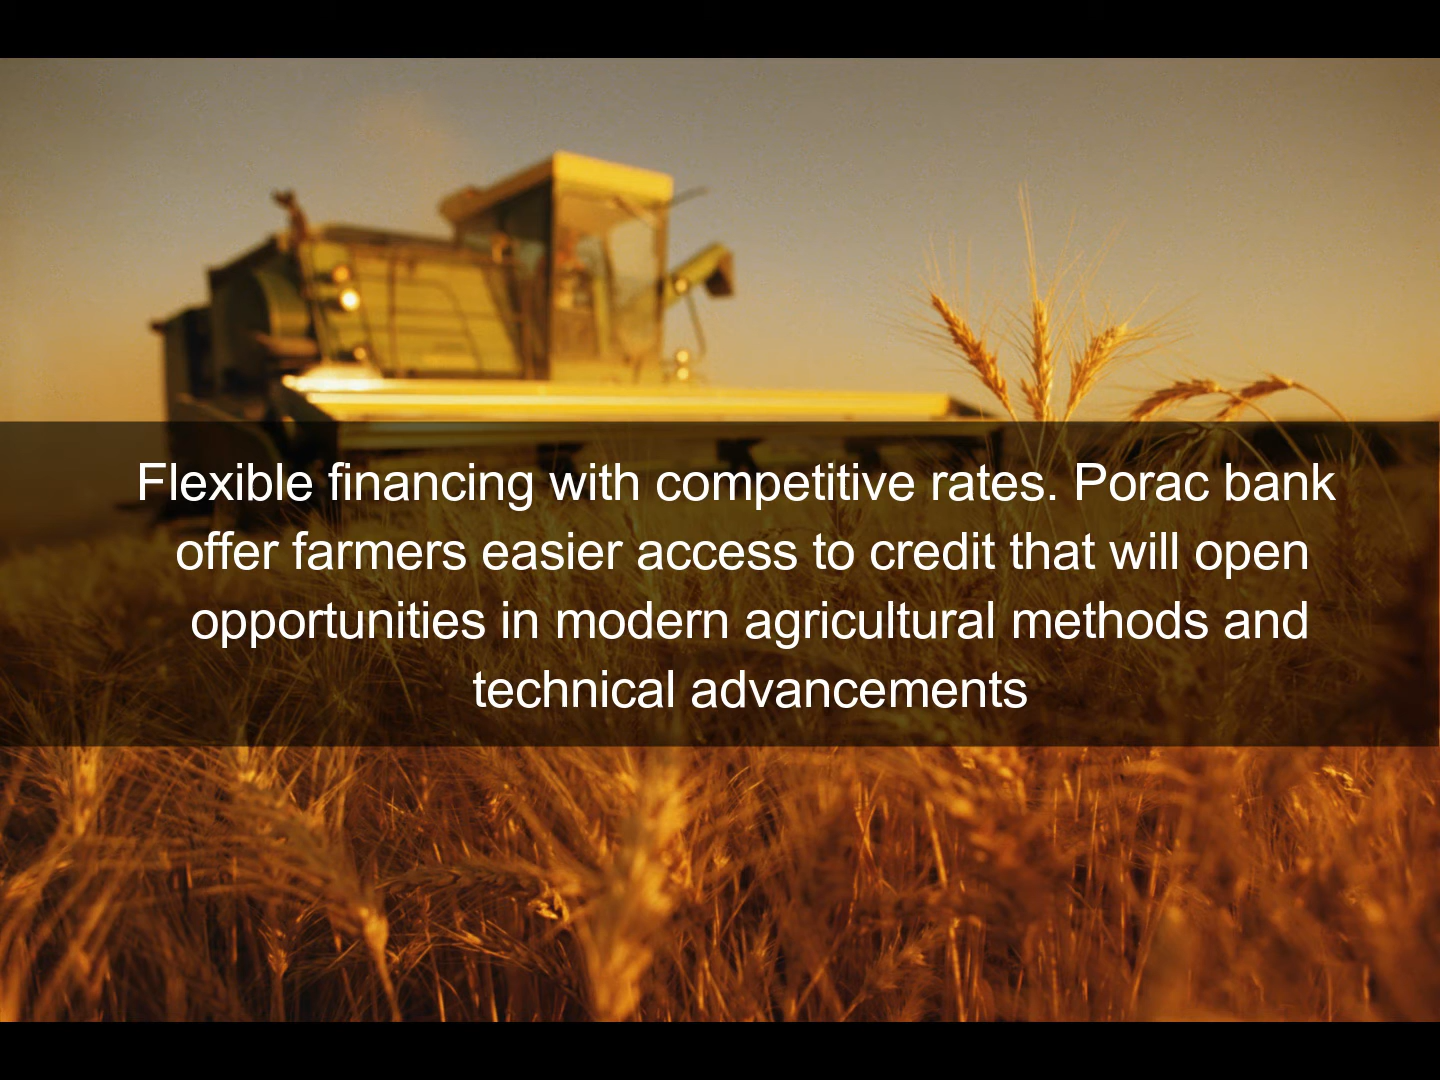 Flexible financing with competitive rates. Porac bank
offer farmers easier access to credit that will open
opportunities in modern agricultural methods and
technical advancements